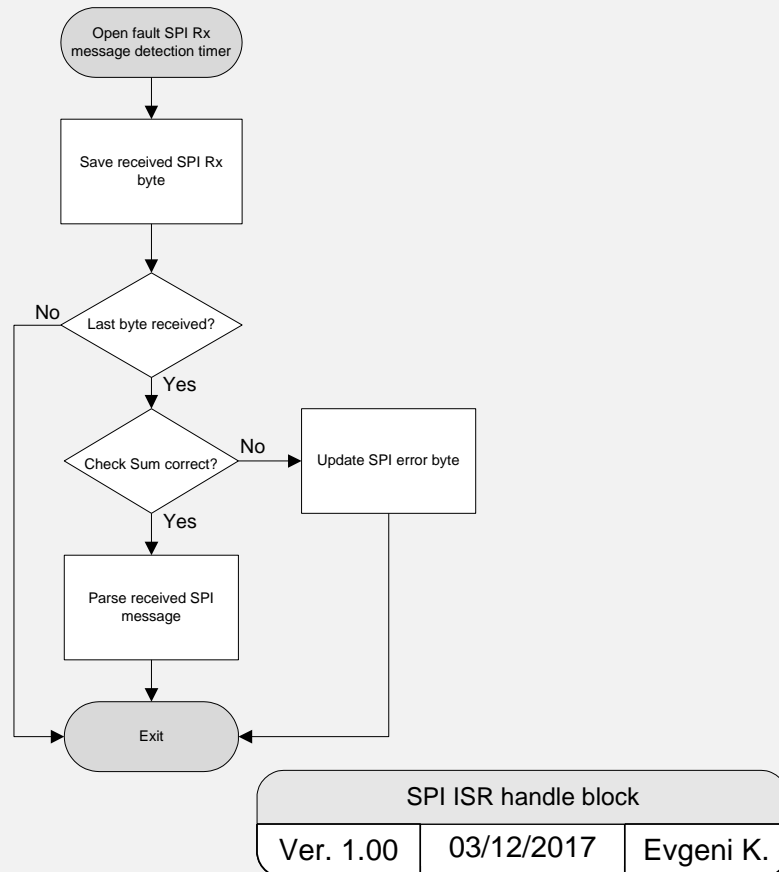 Open fault SPI Rx
message detection timer
Save received SPI Rx
byte
No
Last byte received?
Yes
Check Sum correct?
No
Update SPI error byte
Yes
Parse received SPI
message
Exit
SPI ISR handle block
Ver. 1.00
03/12/2017
Evgeni K.